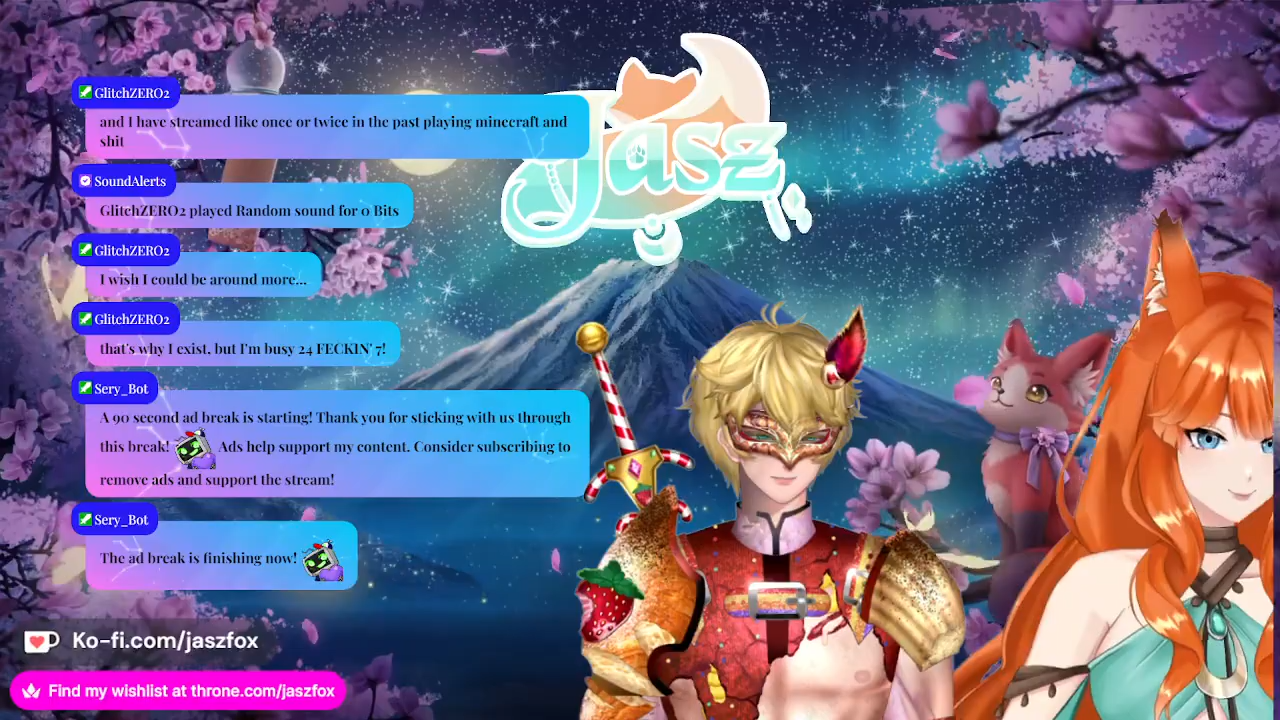 GlitchZERO2
and I have streamed like once or twice in the past playing minecraft and
shit
SoundAlerts
GlitchZERO2 played Random sound for 0 Bits
GlitchZERO2
I wish I could be around more...
GlitchZERO2
that's why I exist, but I'm busy 24 FECKIN' 7!
Sery_Bot
A 90 second ad break is starting! Thank you for sticking with us through
this break! Ads help support my content. Consider subscribing to
remove ads and support the stream!
Sery_Bot
The ad break is finishing now!
Ko-fi.com/jaszfox
Find my wishlist at throne.com/jaszfox
Jasz